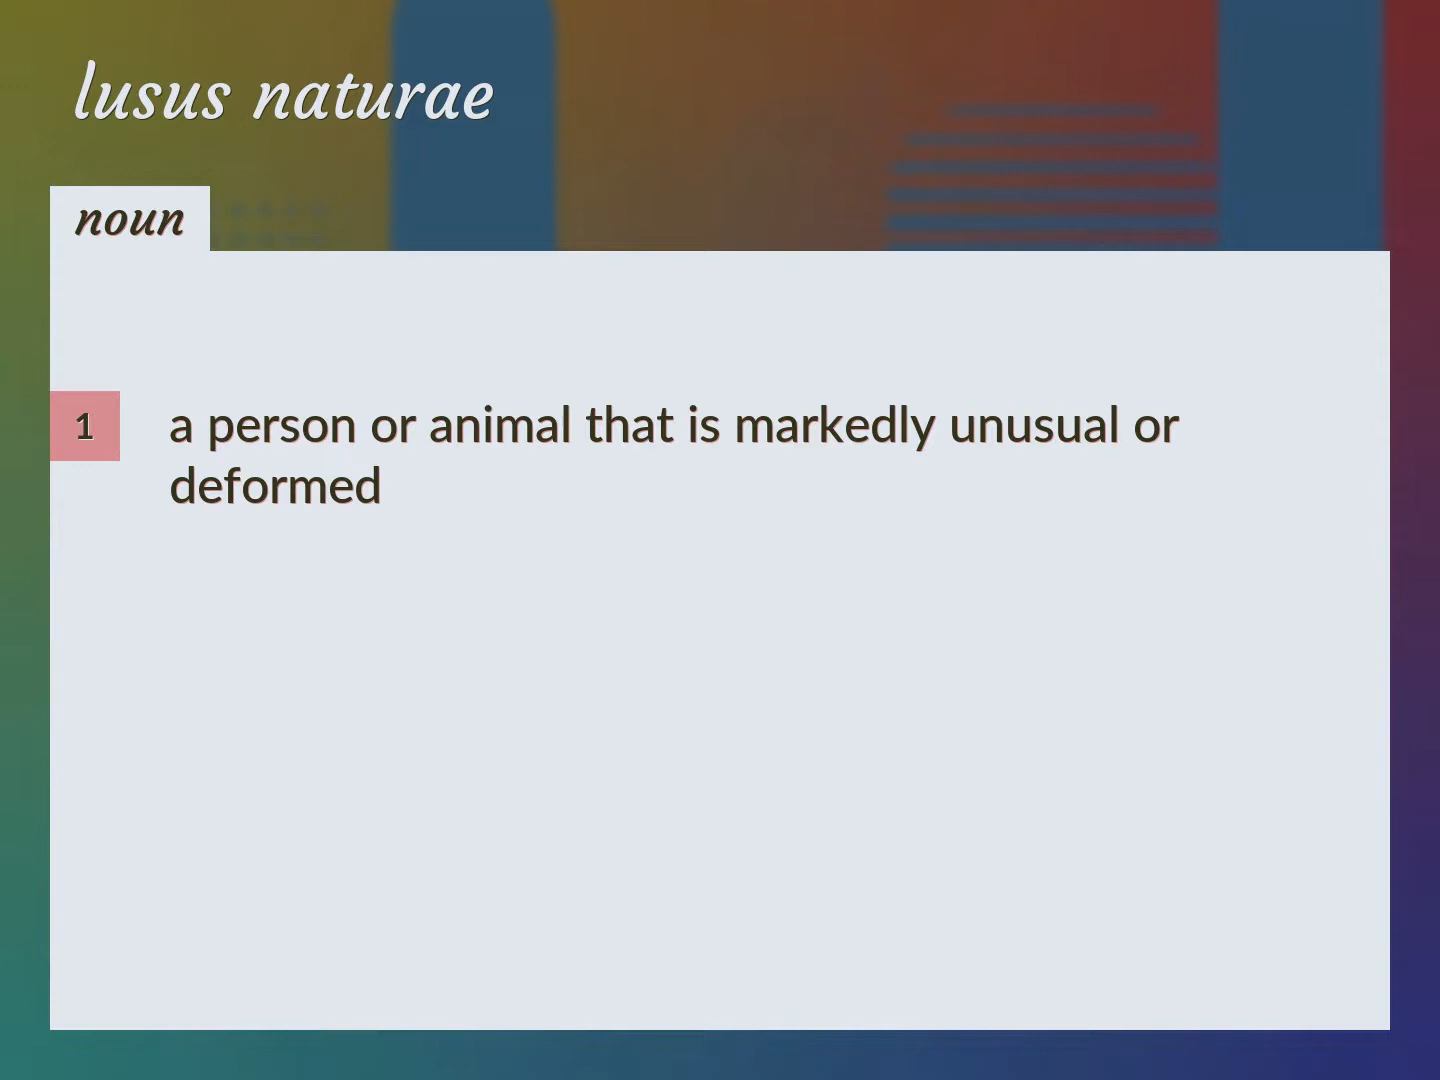 lusus naturae
noun
1 a person or animal that is markedly unusual or
deformed